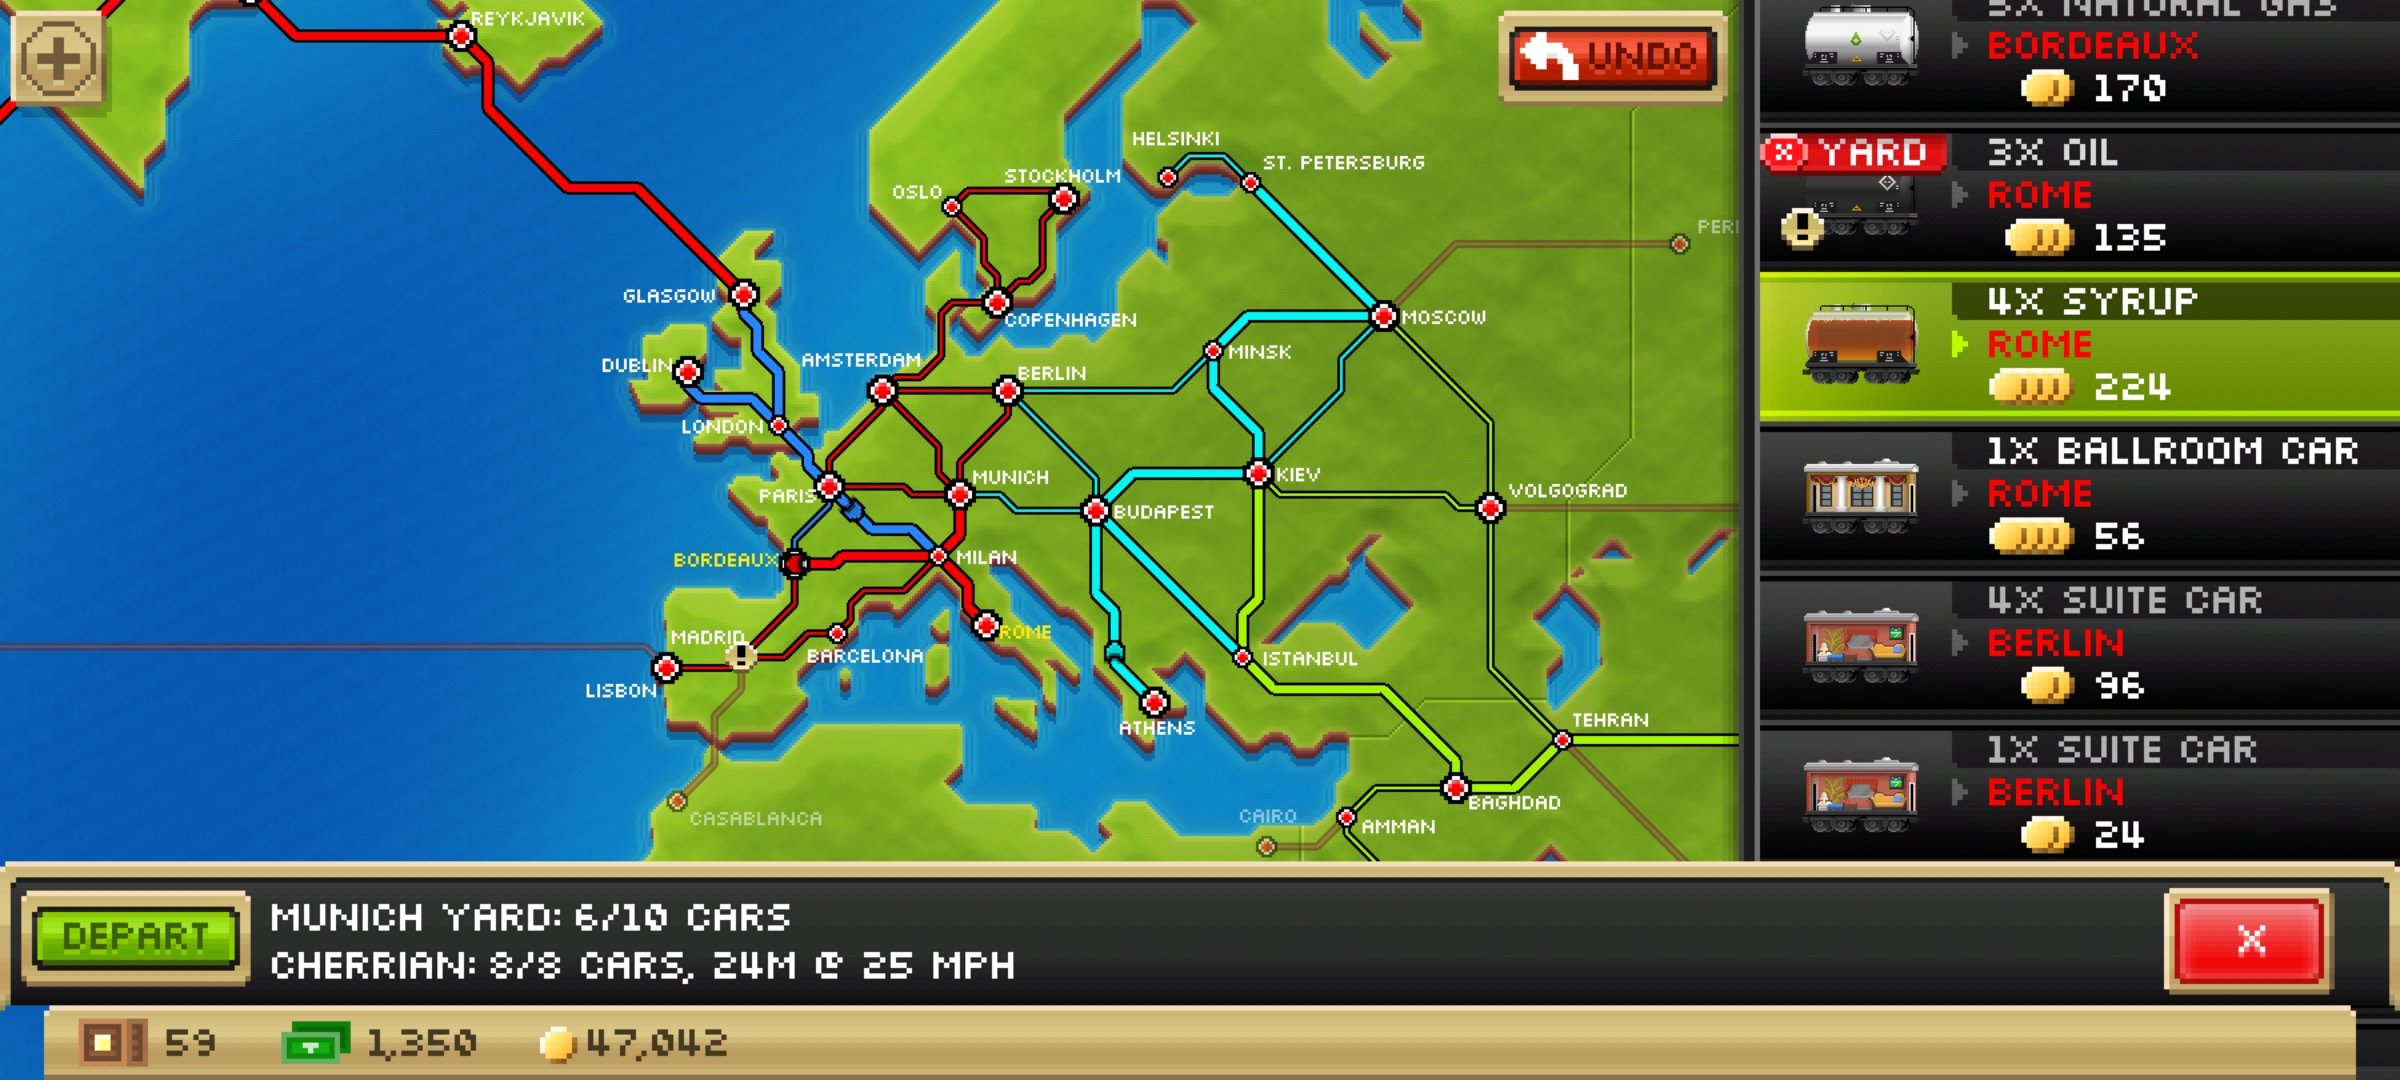 REYKJAVIK
UNDO
HELSINKI
ST. PETERSBURG
STOCKHOLM
OSLO
GLASGOW
COPENHAGEN
MOSCOW
DUBLIN
AMSTERDAM
BERLIN
MINSK
LONDON
PARIS
MUNICH
KIEV
VOLGOGRAD
BUDAPEST
BORDEAUX
MILAN
MADRID
ROME
BARCELONA
ISTANBUL
LISBON
ATHENS
TEHRAN
CASABLANCA
CAIRO
BAGHDAD
AMMAN
5X NATURAL GAS
BORDEAUX
170
YARD
3X OIL
ROME
135
4X SYRUP
ROME
224
1X BALLROOM CAR
ROME
56
4X SUITE CAR
BERLIN
96
1X SUITE CAR
BERLIN
24
DEPART
MUNICH YARD: 6/10 CARS
CHERRIAN: 8/8 CARS, 24M @ 25 MPH
X
59
1,350
47,042